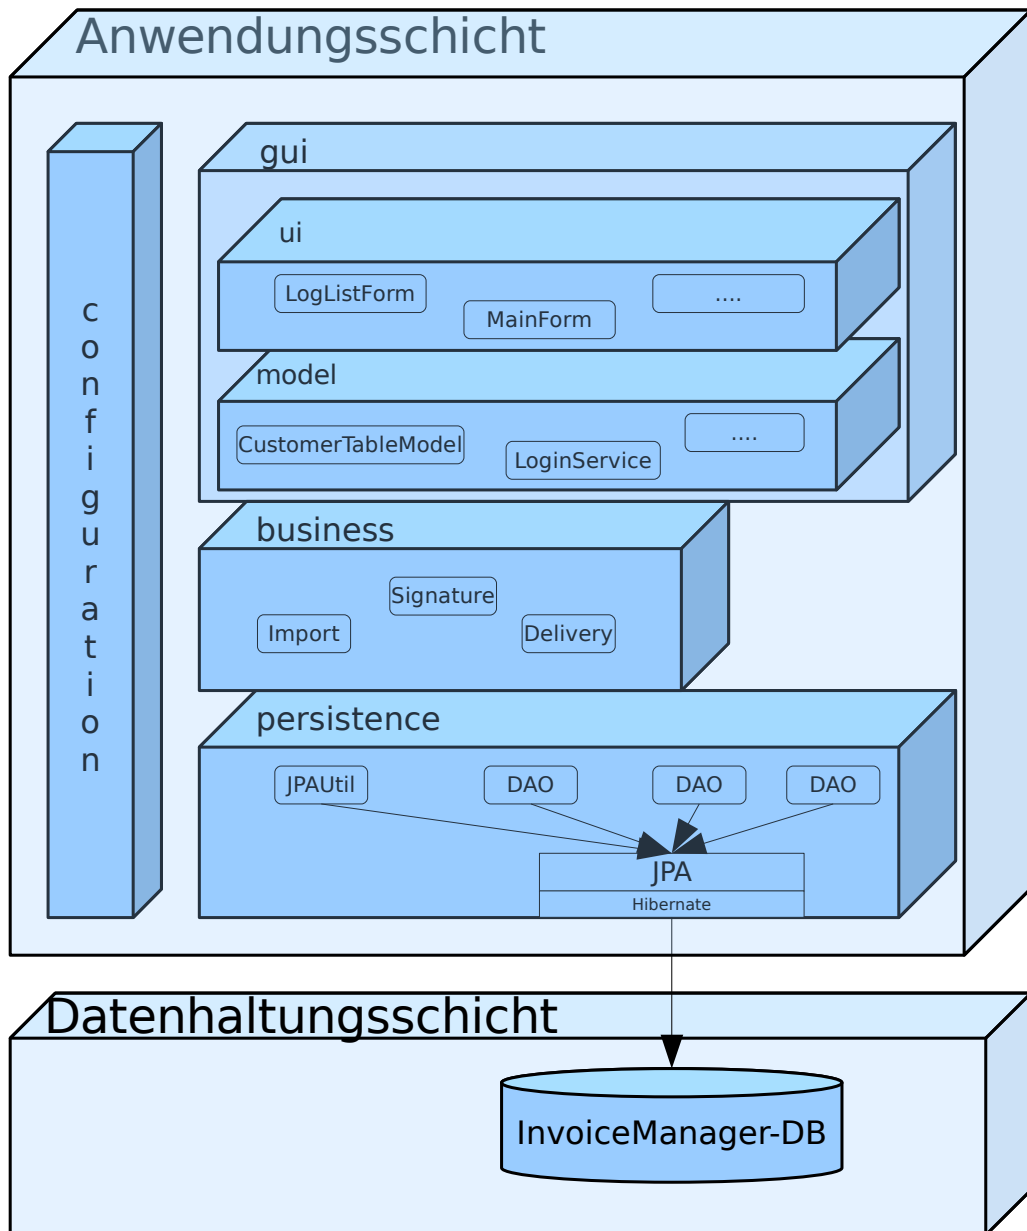 Anwendungsschicht
configuration
gui
ui
LogListForm
MainForm
....
model
CustomerTableModel
LoginService
....
business
Signature
Import
Delivery
persistence
JPAUtil
DAO
DAO
DAO
JPA
Hibernate
Datenhaltungsschicht
InvoiceManager-DB